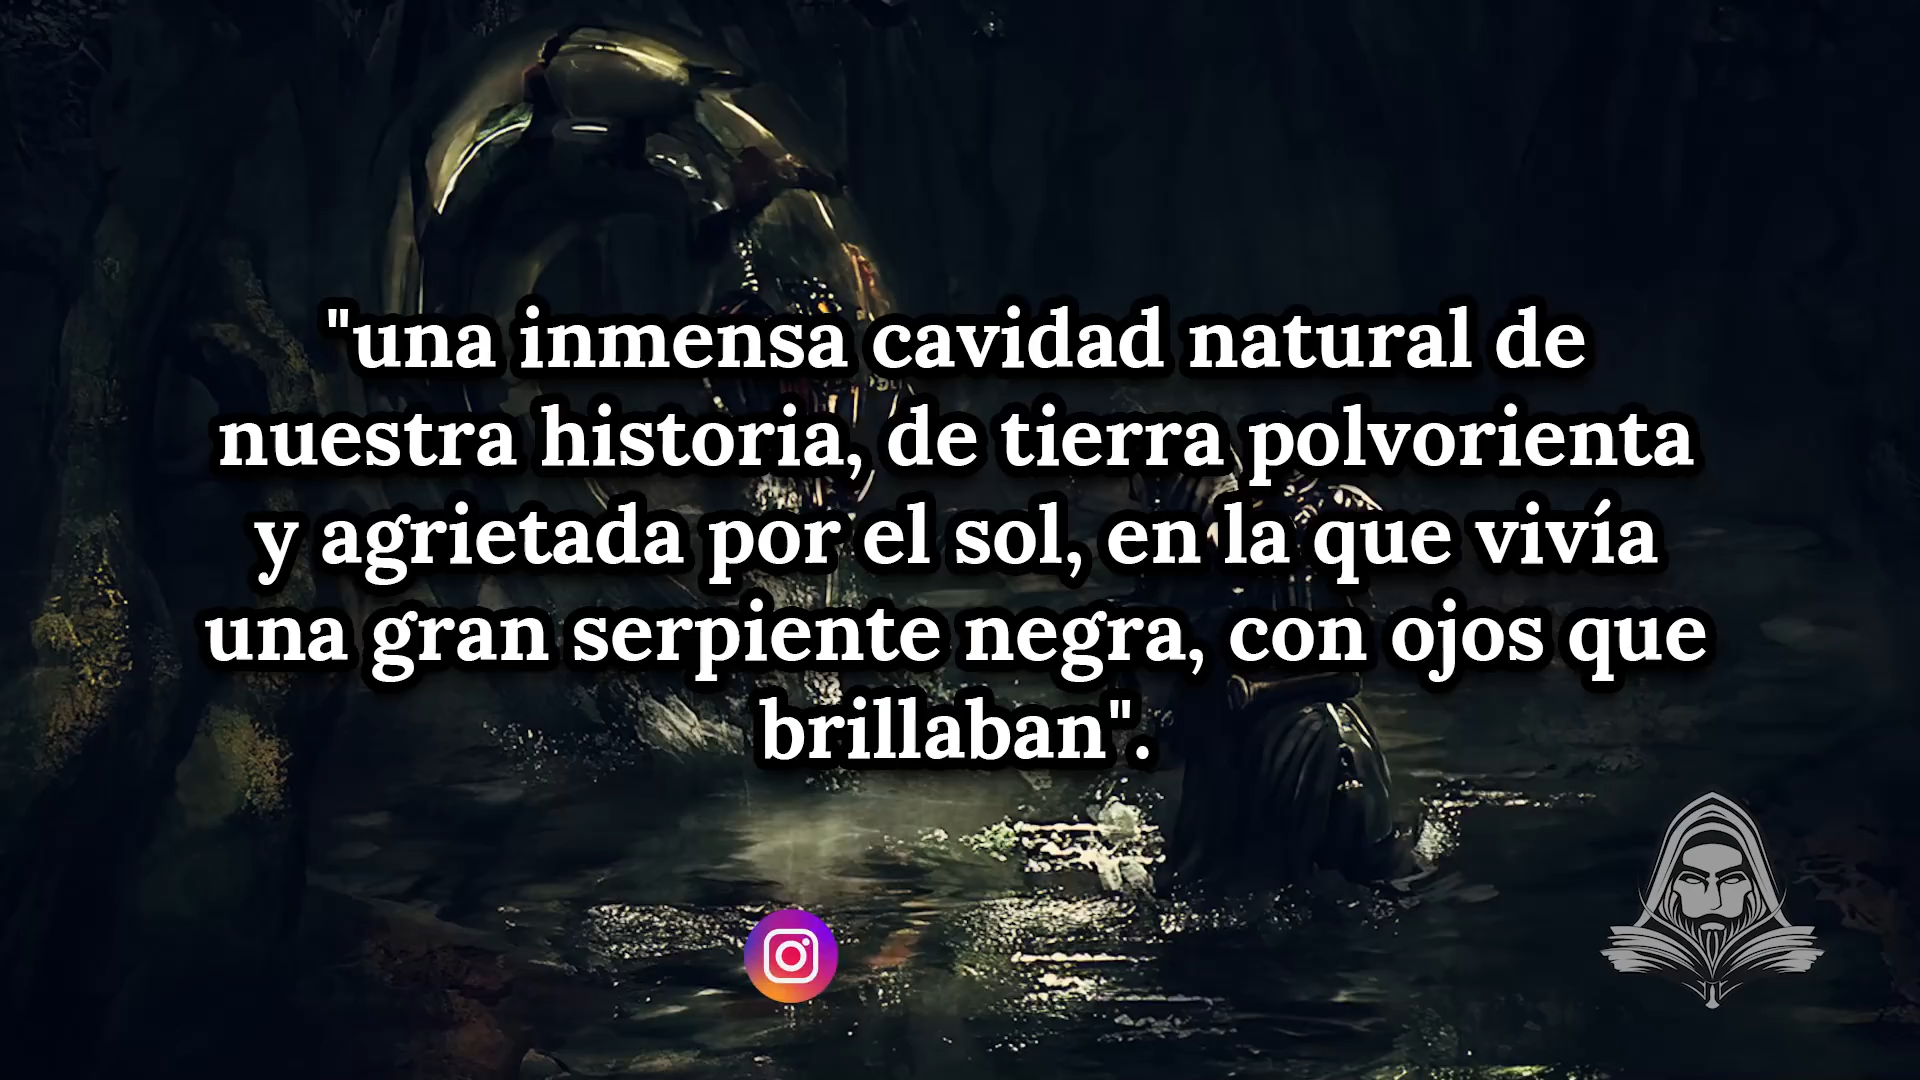 "una inmensa cavidad natural de
nuestra historia, de tierra polvorienta
y agrietada por el sol, en la que vivía
una gran serpiente negra, con ojos que
brillaban".